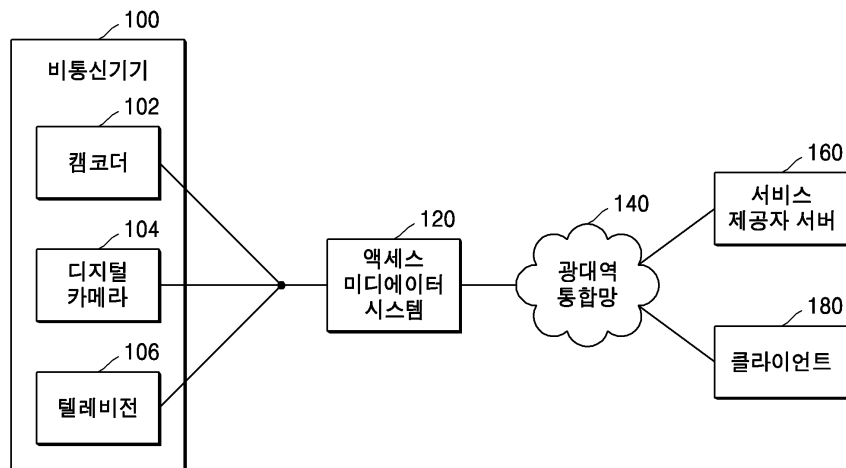 100
비통신기기
102
캠코더
104
디지털
카메라
106
텔레비전
120
액세스
미디에이터
시스템
140
광대역
통합망
160
서비스
제공자 서버
180
클라이언트